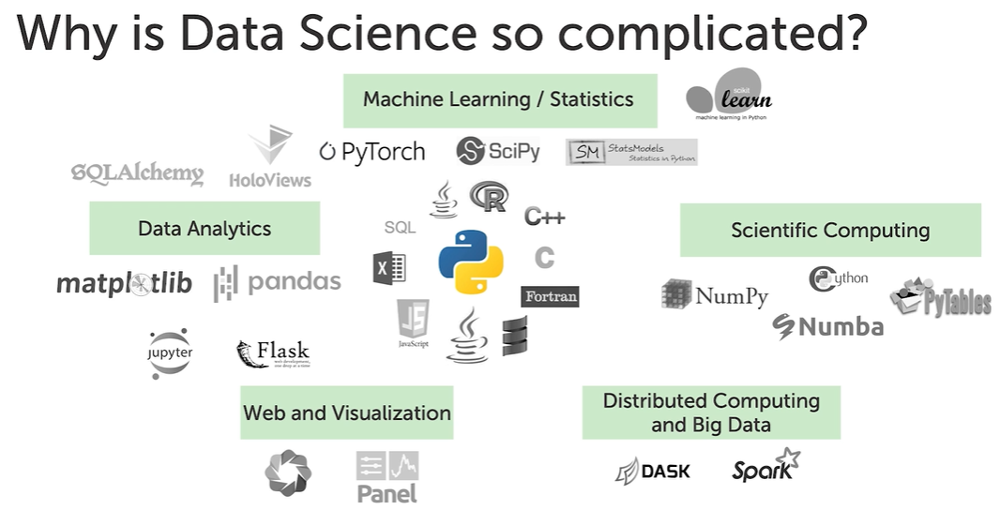 Why is Data Science so complicated?
Machine Learning / Statistics
scikit
learn
machine learning in Python
PyTorch
SciPy
SM
StatsModels
Statistics in Python
SQLAlchemy
HoloViews
R
C++
SQL
Data Analytics
Scientific Computing
X
C
matplotlib
pandas
Fortran
NumPy
Cython
PyTables
JS
JavaScript
Numba
jupyter
Flask
web development,
one drop at a time
Web and Visualization
Distributed Computing
and Big Data
Panel
DASK
Spark